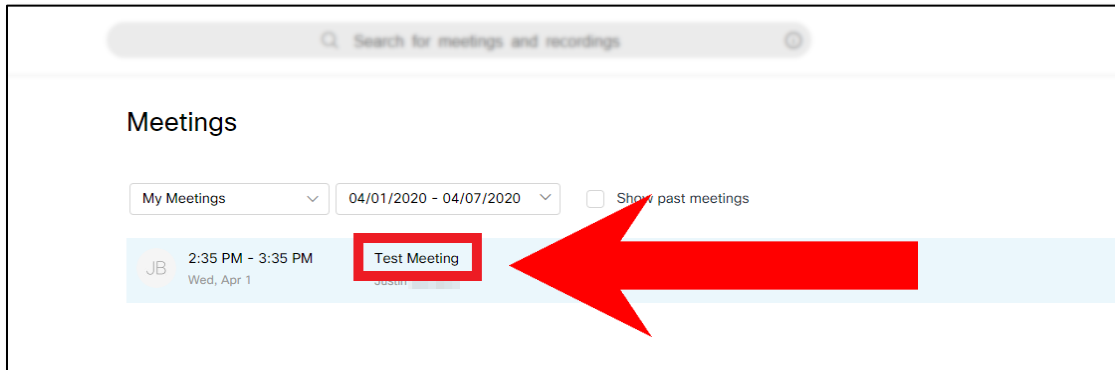 Search for meetings and recordings
Meetings
My Meetings
04/01/2020 - 04/07/2020
Show past meetings
JB
2:35 PM - 3:35 PM
Test Meeting
Wed, Apr 1
Justin